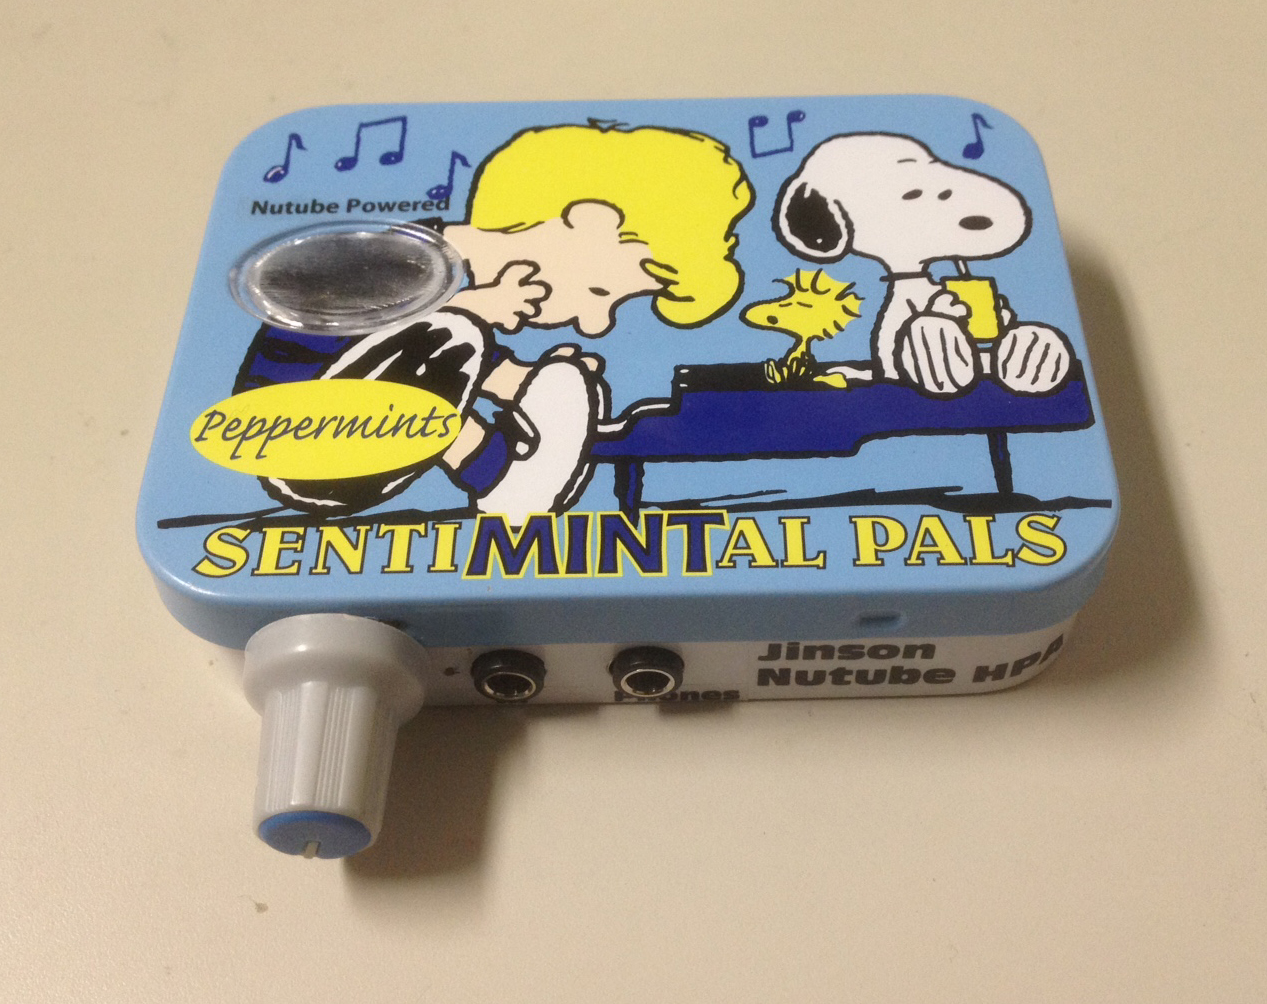 Nutube Powered
Peppermints
SENTIMINTAL PALS
Jinson
Nutube HPA
Phones